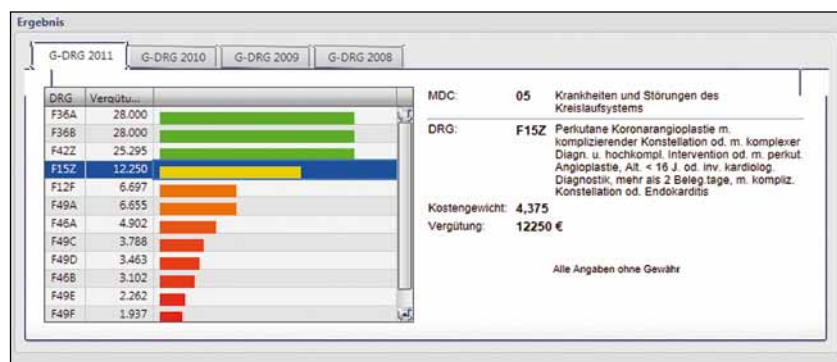 Ergebnis
G-DRG 2011 G-DRG 2010 G-DRG 2009 G-DRG 2008
DRG Vergütu...
F36A 28.000
F36B 28.000
F42Z 25.295
F15Z 12.250
F12F 6.697
F49A 6.655
F46A 4.902
F49C 3.788
F49D 3.463
F46B 3.102
F49E 2.262
F49F 1.937
MDC: 05 Krankheiten und Störungen des
Kreislaufsystems
DRG: F15Z Perkutane Koronarangioplastie m.
komplizierender Konstellation od. m. komplexer
Diagn. u. hochkompl. Intervention od. m. perkut.
Angioplastie, Alt. < 16 J. od. inv. kardiolog.
Diagnostik, mehr als 2 Beleg.tage, m. kompliz.
Konstellation od. Endokarditis
Kostengewicht: 4,375
Vergütung: 12250 €
Alle Angaben ohne Gewähr